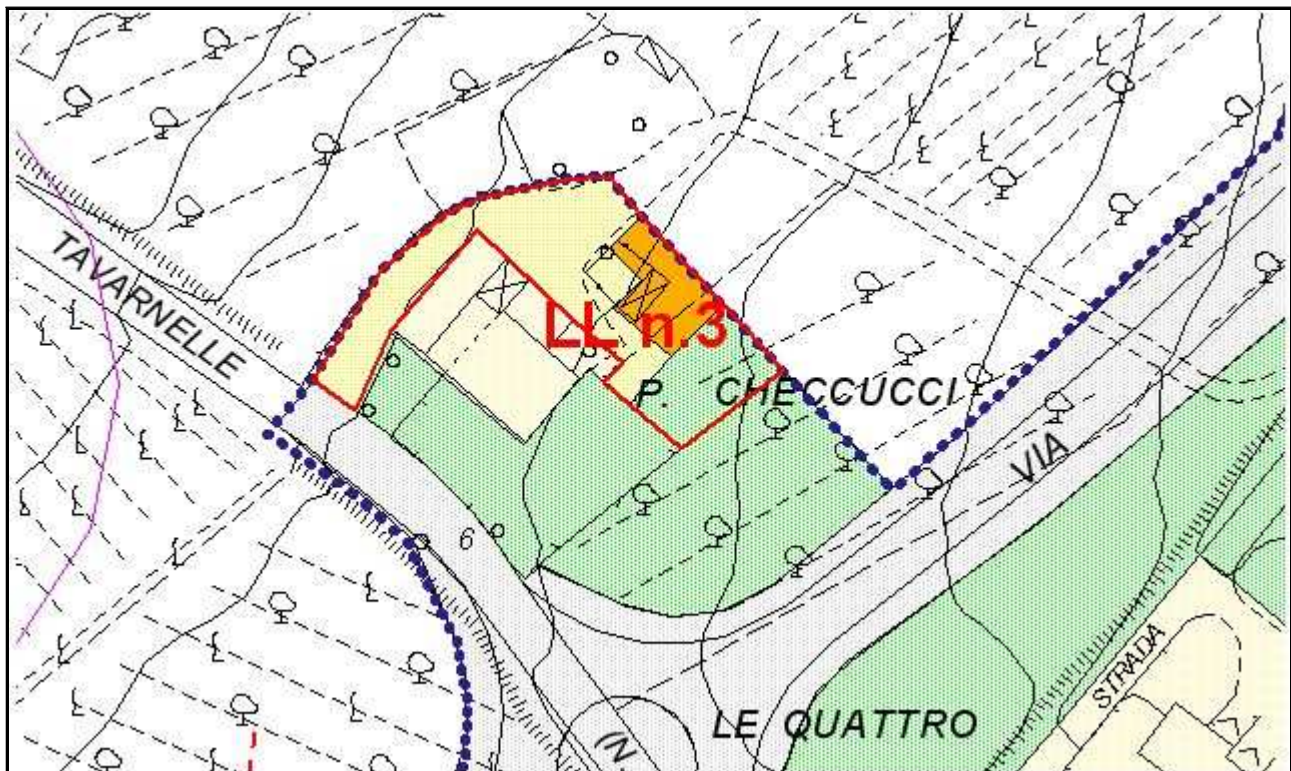 TAVARNELLE
LL n.3
P. CHECCUCCI
VIA
6
STRADA
LE QUATTRO
(N.